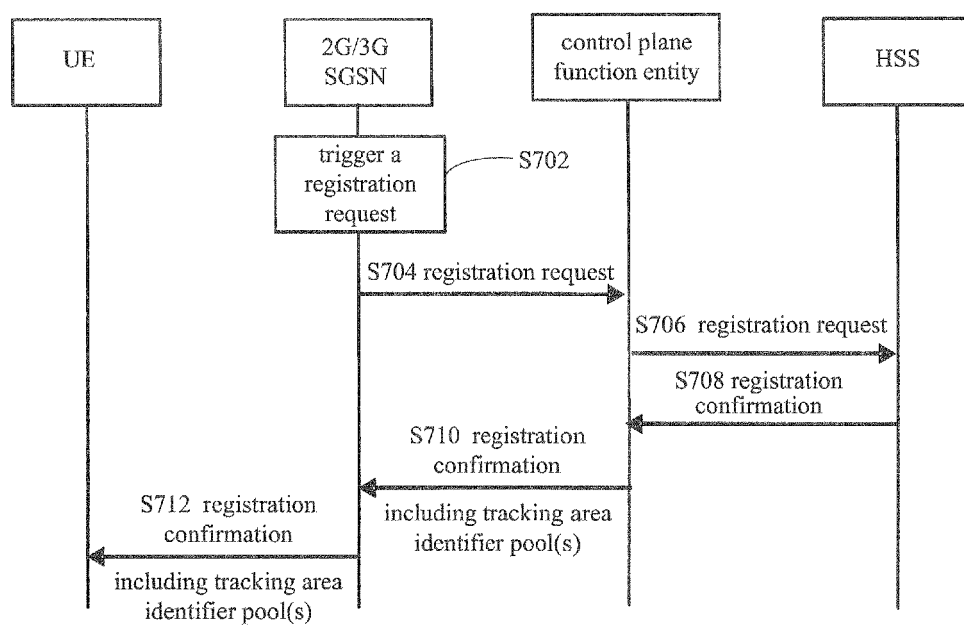 UE
2G/3G
SGSN
control plane
function entity
HSS
trigger a
registration
request
S702
S704 registration request
S706 registration request
S708 registration
confirmation
S710 registration
confirmation
including tracking area
identifier pool(s)
S712 registration
confirmation
including tracking area
identifier pool(s)